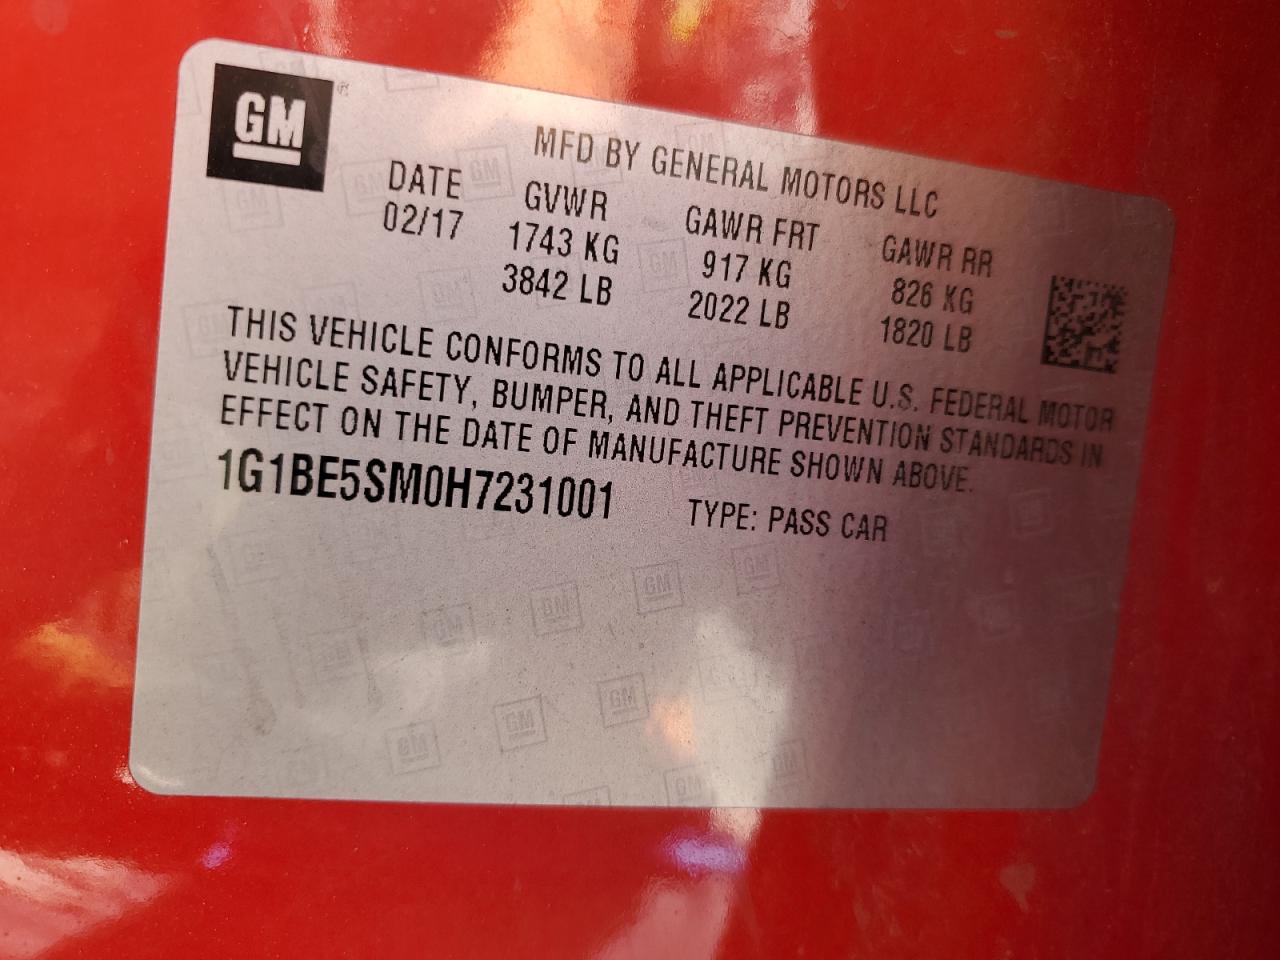 GM
MFD BY GENERAL MOTORS LLC
DATE GVWR GAWR FRT GAWR RR
02/17 1743 KG 917 KG 826 KG
3842 LB 2022 LB 1820 LB
THIS VEHICLE CONFORMS TO ALL APPLICABLE U.S. FEDERAL MOTOR
VEHICLE SAFETY, BUMPER, AND THEFT PREVENTION STANDARDS IN
EFFECT ON THE DATE OF MANUFACTURE SHOWN ABOVE.
1G1BE5SM0H7231001 TYPE: PASS CAR